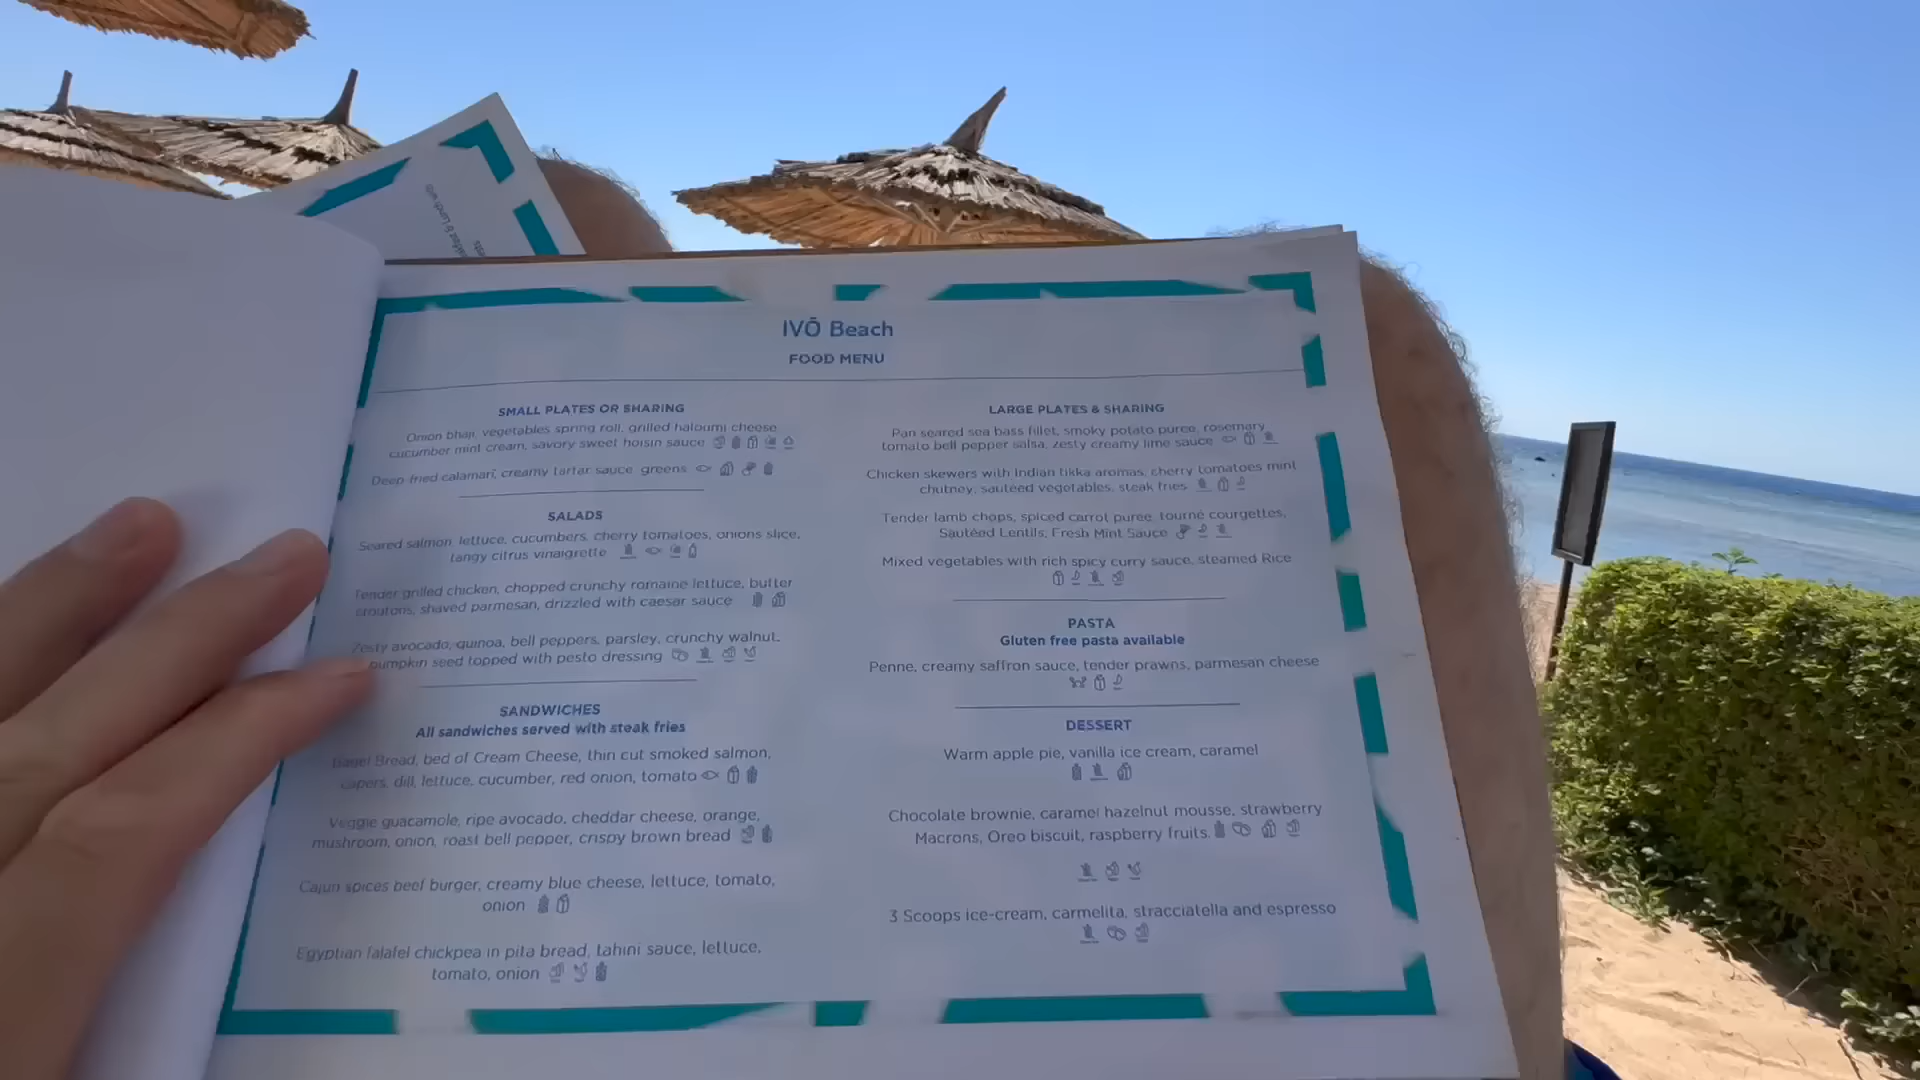 IVŌ Beach
FOOD MENU
SMALL PLATES OR SHARING
Onion bhaji, vegetables spring roll, grilled haloumi cheese
cucumber mint cream, savory sweet hoisin sauce
Deep fried calamari, creamy tartar sauce greens
SALADS
Seared salmon, lettuce, cucumbers, cherry tomatoes, onions slice,
tangy citrus vinaigrette
Tender grilled chicken, chopped crunchy romaine lettuce, butter
croutons, shaved parmesan, drizzled with caesar sauce
Zesty avocado, quinoa, bell peppers, parsley, crunchy walnut,
pumpkin seed topped with pesto dressing
SANDWICHES
All sandwiches served with steak fries
Bagel Bread, bed of Cream Cheese, thin cut smoked salmon,
capers, dill, lettuce, cucumber, red onion, tomato
Veggie guacamole, ripe avocado, cheddar cheese, orange,
mushroom, onion, roast bell pepper, crispy brown bread
Cajun spices beef burger, creamy blue cheese, lettuce, tomato,
onion
Egyptian falafel chickpea in pita bread, tahini sauce, lettuce,
tomato, onion
LARGE PLATES & SHARING
Pan seared sea bass fillet, smoky potato puree, rosemary
tomato bell pepper salsa, zesty creamy lime sauce
Chicken skewers with Indian tikka aromas, cherry tomatoes mint
chutney, sautéed vegetables, steak fries
Tender lamb chops, spiced carrot puree, tourné courgettes,
Sautéed Lentils, Fresh Mint Sauce
Mixed vegetables with rich spicy curry sauce, steamed Rice
PASTA
Gluten free pasta available
Penne, creamy saffron sauce, tender prawns, parmesan cheese
DESSERT
Warm apple pie, vanilla ice cream, caramel
Chocolate brownie, caramel hazelnut mousse, strawberry
Macrons, Oreo biscuit, raspberry fruits
3 Scoops ice-cream, carmelita, stracciatella and espresso